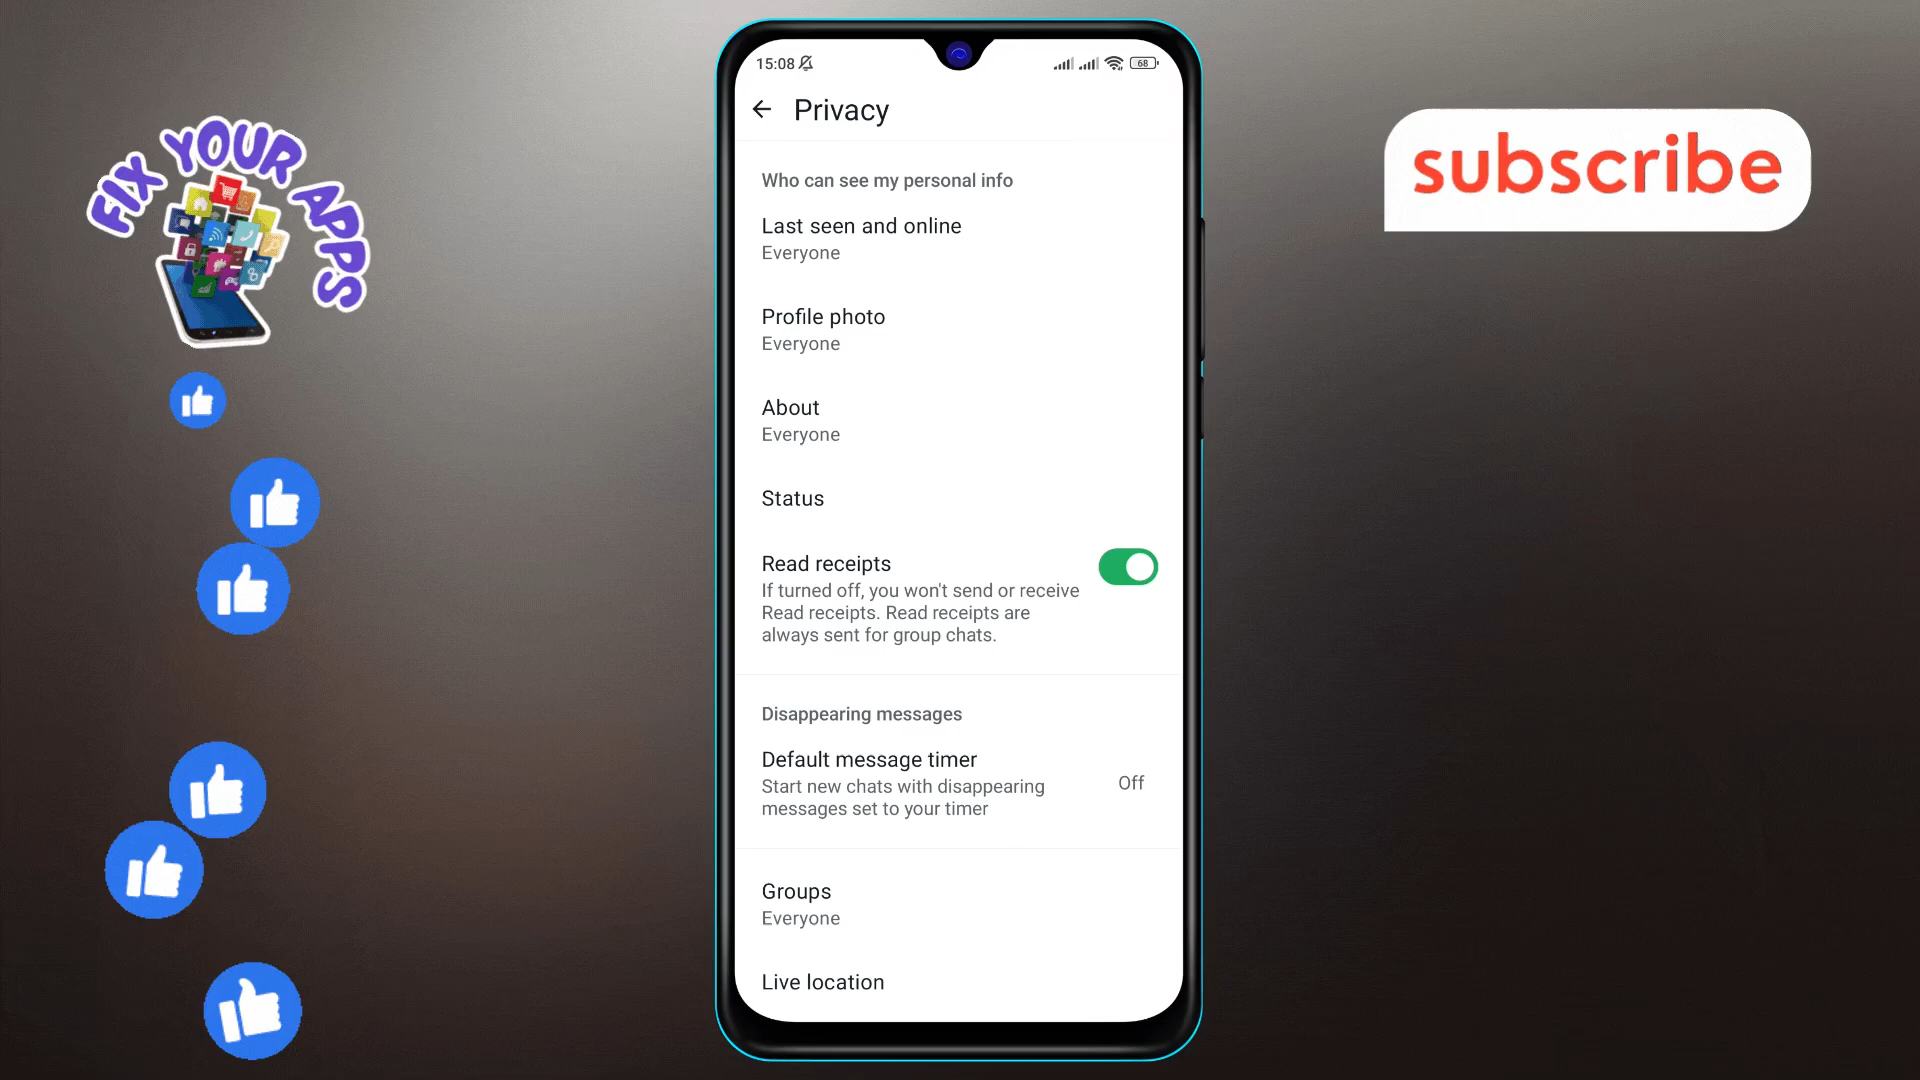 FIX YOUR APPS
subscribe
15:08
68
Privacy
Who can see my personal info
Last seen and online
Everyone
Profile photo
Everyone
About
Everyone
Status
Read receipts
If turned off, you won't send or receive
Read receipts. Read receipts are
always sent for group chats.
Disappearing messages
Default message timer
Start new chats with disappearing
messages set to your timer
Off
Groups
Everyone
Live location